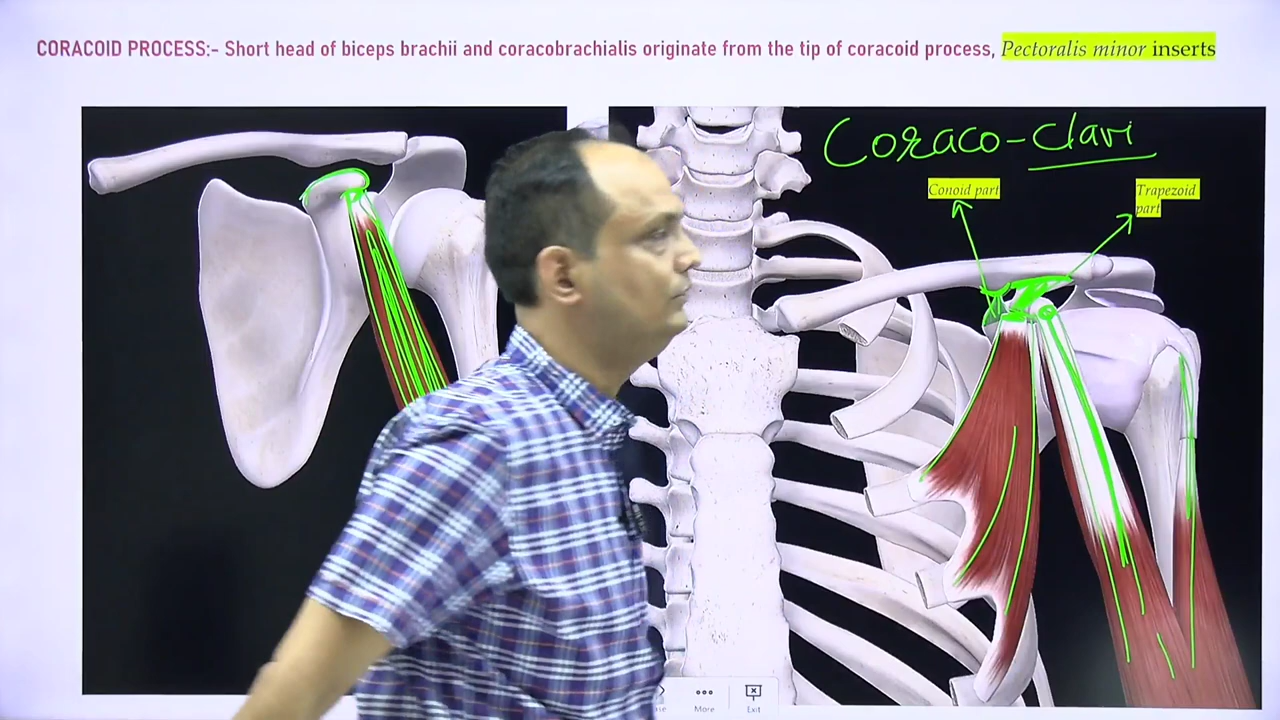 CORACOID PROCESS:- Short head of biceps brachii and coracobrachialis originate from the tip of coracoid process, Pectoralis minor inserts
Coraco-clavi
Conoid part
Trapezoid
part
More
Exit